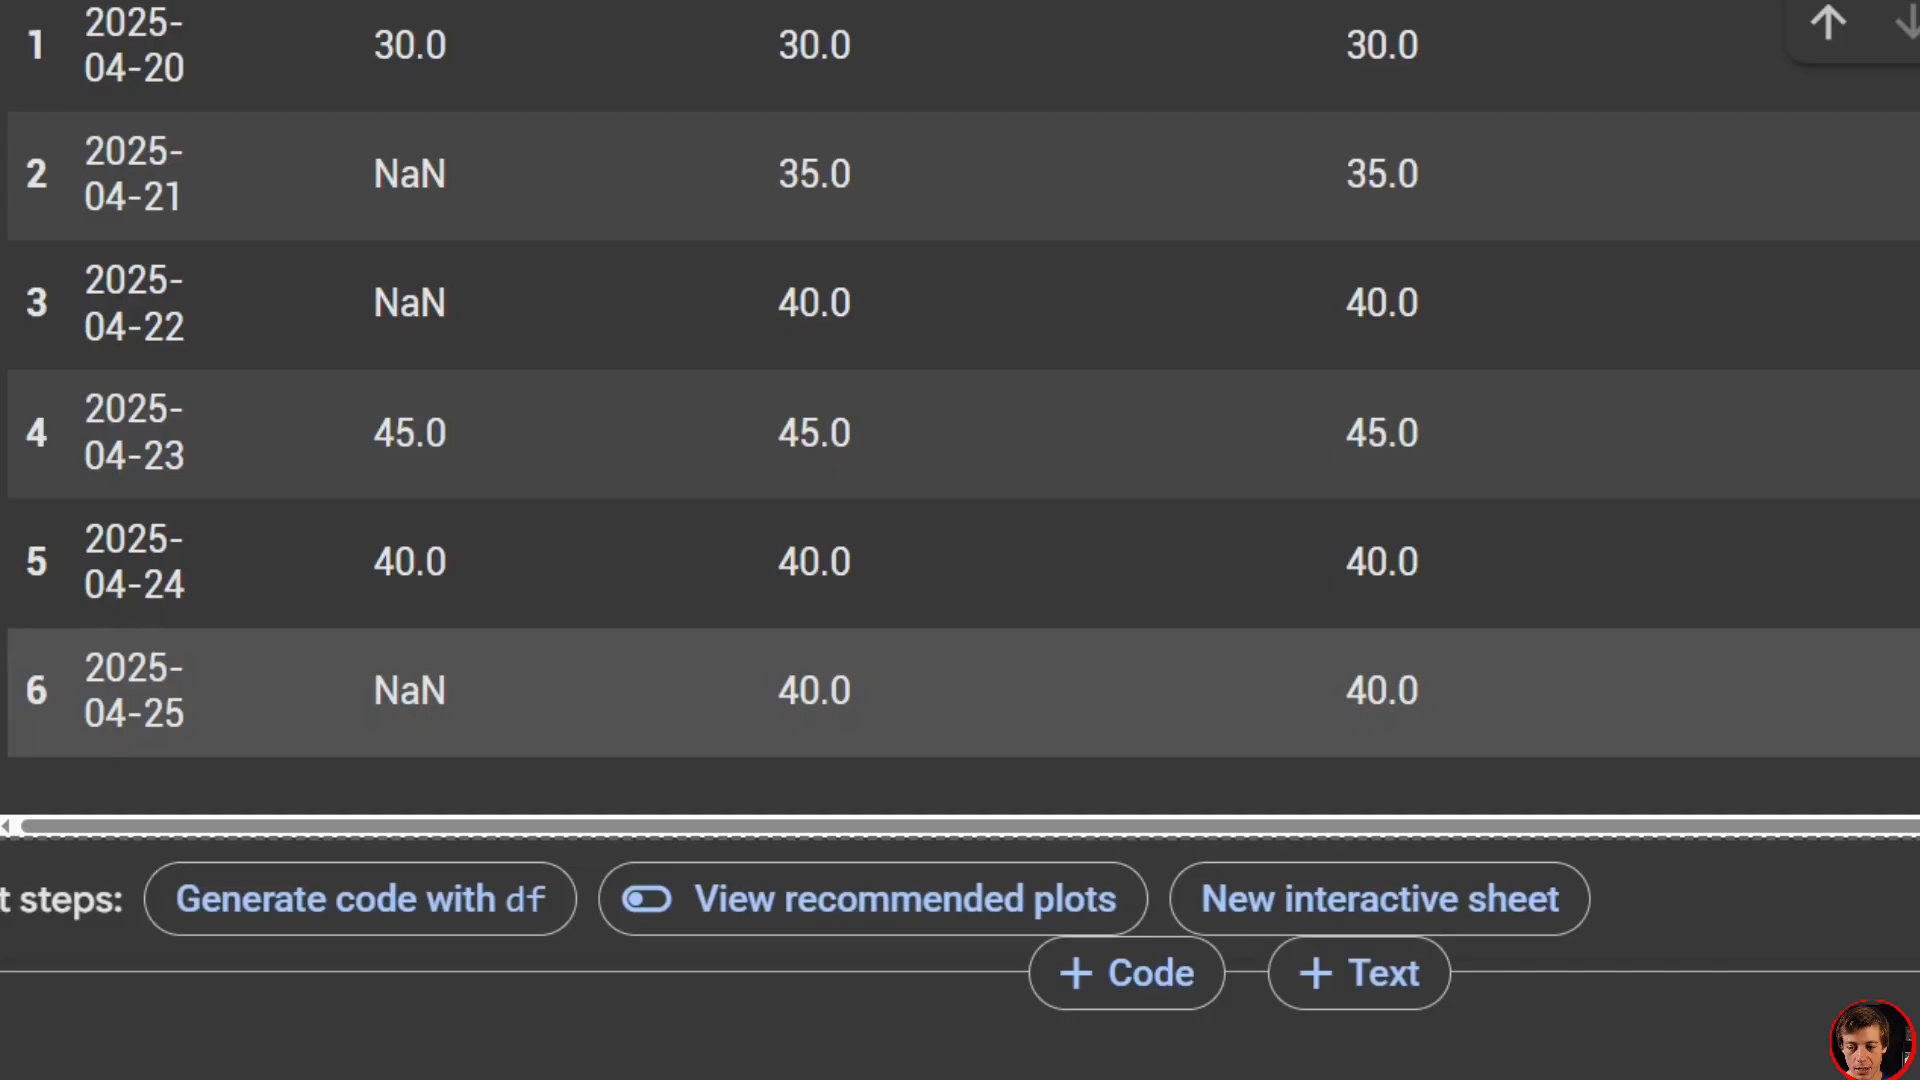 1 2025-04-20 30.0 30.0 30.0
2 2025-04-21 NaN 35.0 35.0
3 2025-04-22 NaN 40.0 40.0
4 2025-04-23 45.0 45.0 45.0
5 2025-04-24 40.0 40.0 40.0
6 2025-04-25 NaN 40.0 40.0
t steps: Generate code with df View recommended plots New interactive sheet
+ Code + Text